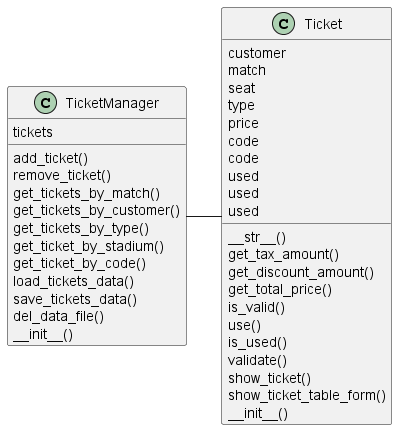 C TicketManager
tickets
add_ticket()
remove_ticket()
get_tickets_by_match()
get_tickets_by_customer()
get_tickets_by_type()
get_ticket_by_stadium()
get_ticket_by_code()
load_tickets_data()
save_tickets_data()
del_data_file()
__init__()
C Ticket
customer
match
seat
type
price
code
code
used
used
used
__str__()
get_tax_amount()
get_discount_amount()
get_total_price()
is_valid()
use()
is_used()
validate()
show_ticket()
show_ticket_table_form()
__init__()